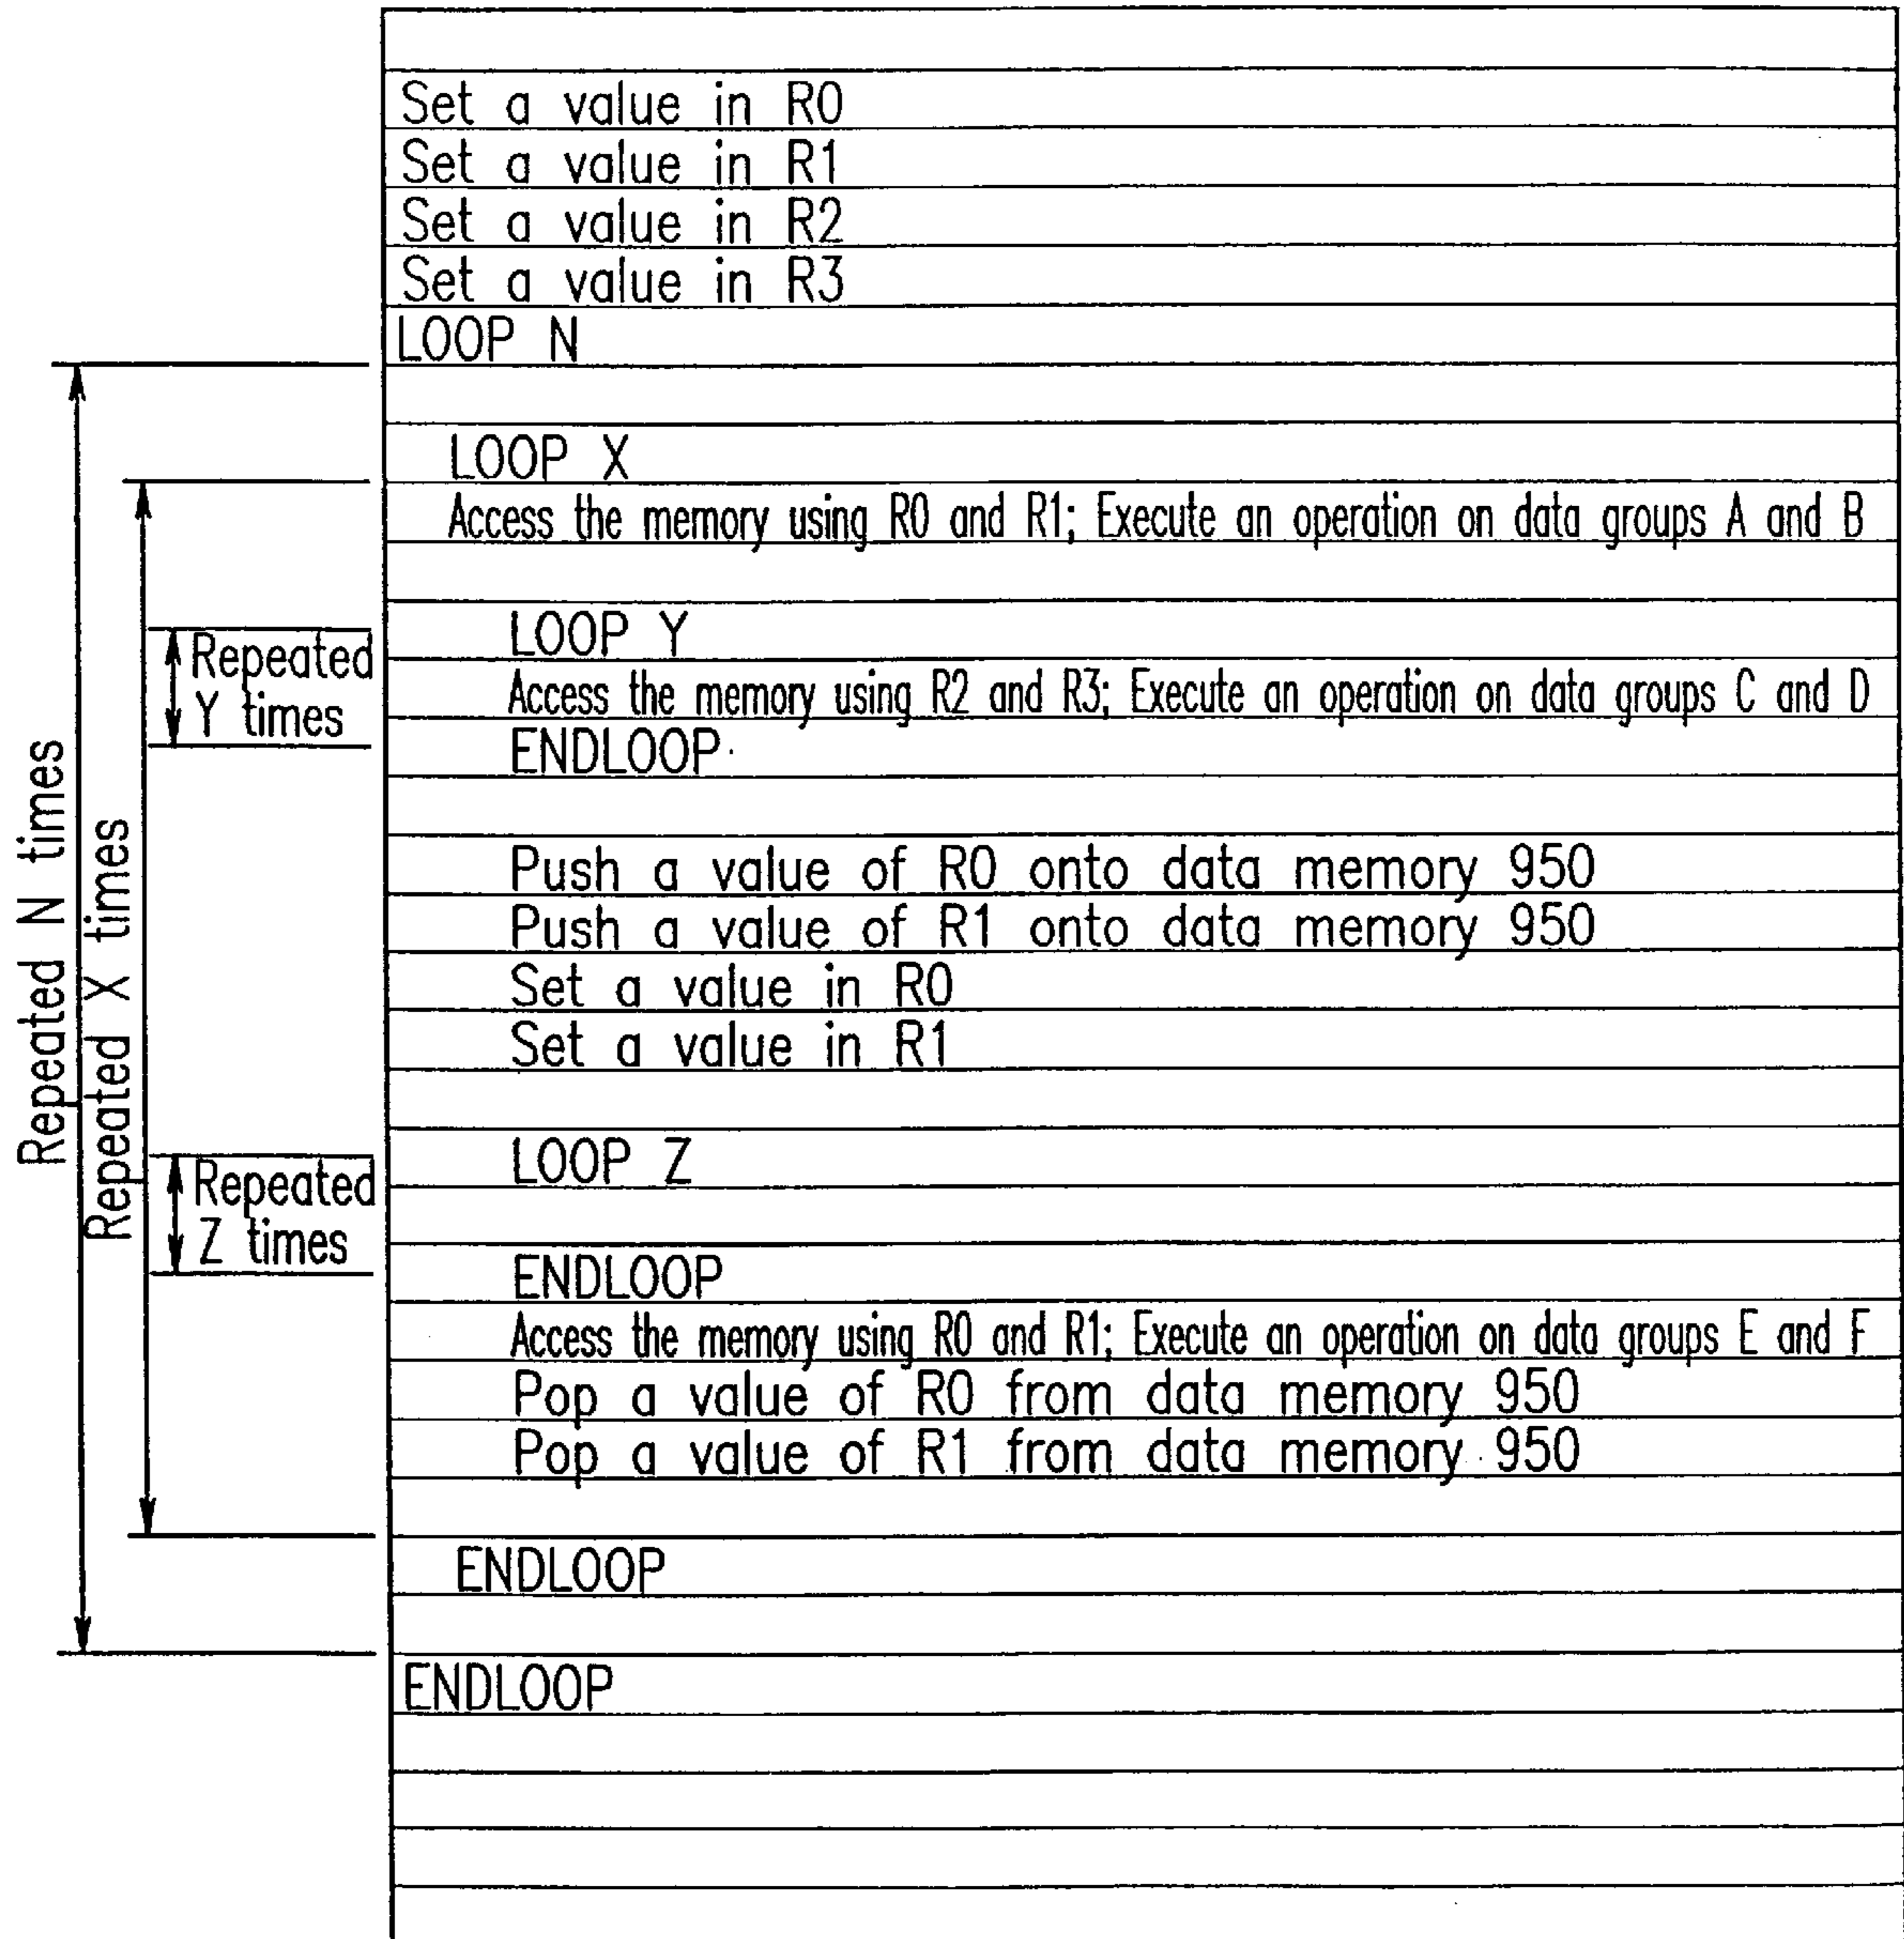 Set a value in R0
Set a value in R1
Set a value in R2
Set a value in R3
LOOP N
LOOP X
Access the memory using R0 and R1; Execute an operation on data groups A and B
LOOP Y
Repeated
Y times
Access the memory using R2 and R3; Execute an operation on data groups C and D
ENDLOOP
Push a value of R0 onto data memory 950
Push a value of R1 onto data memory 950
Set a value in R0
Set a value in R1
Repeated N times
Repeated X times
LOOP Z
Repeated
Z times
ENDLOOP
Access the memory using R0 and R1; Execute an operation on data groups E and F
Pop a value of R0 from data memory 950
Pop a value of R1 from data memory 950
ENDLOOP
ENDLOOP